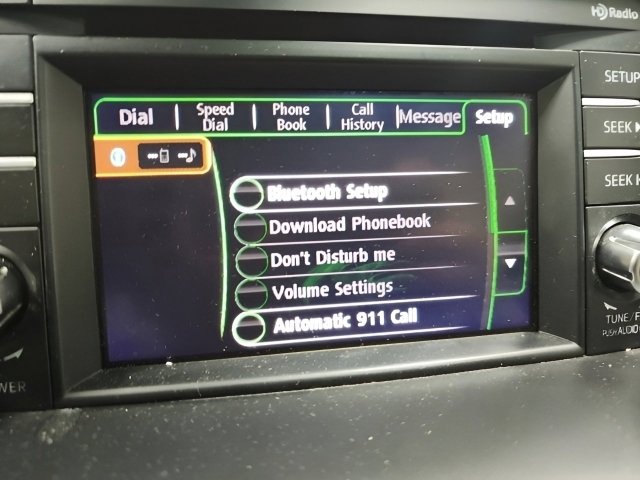 HD Radio
SETUP
SEEK
SEEK
Dial
Speed
Dial
Phone
Book
Call
History
Message
Setup
Bluetooth Setup
Download Phonebook
Don't Disturb me
Volume Settings
Automatic 911 Call
TUNE/F
PUSH AUDIO
OWER